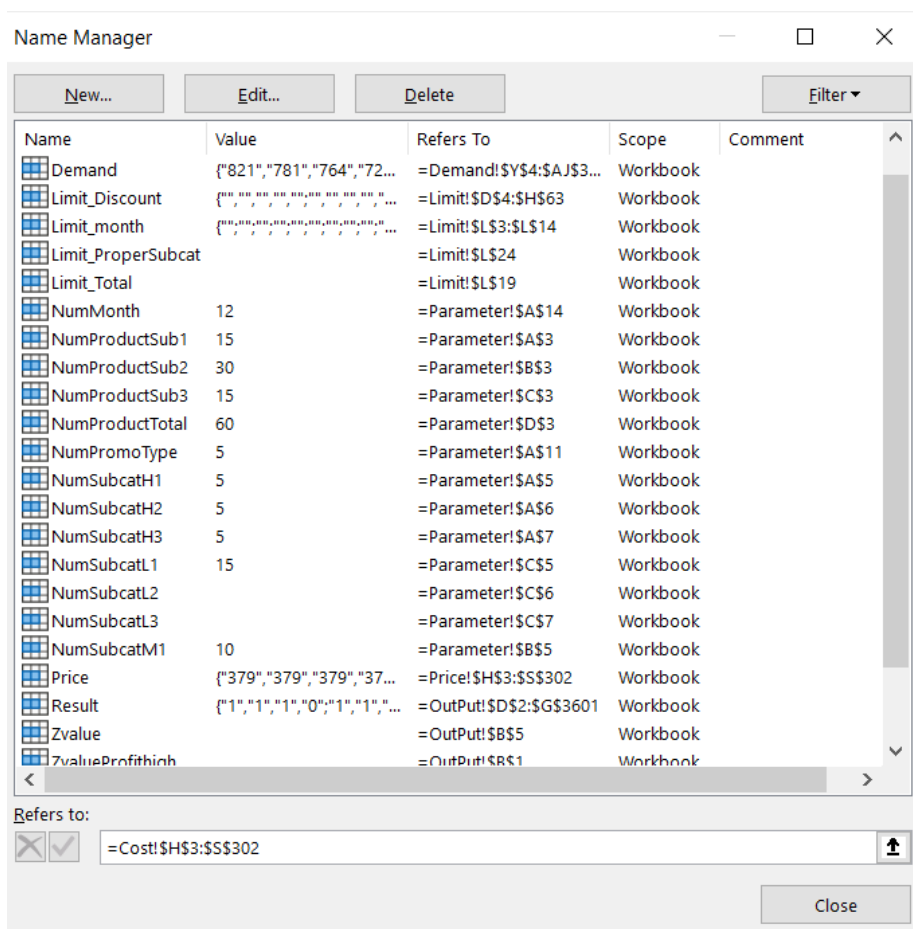 Name Manager
New... Edit... Delete Filter
Name Value Refers To Scope Comment
Demand {"821","781","764","72... =Demand!$Y$4:$AJ$3... Workbook
Limit_Discount {"","","","","";"","","","","... =Limit!$D$4:$H$63 Workbook
Limit_month {"";"";"";"";"";"";"";"";"";"... =Limit!$L$3:$L$14 Workbook
Limit_ProperSubcat =Limit!$L$24 Workbook
Limit_Total =Limit!$L$19 Workbook
NumMonth 12 =Parameter!$A$14 Workbook
NumProductSub1 15 =Parameter!$A$3 Workbook
NumProductSub2 30 =Parameter!$B$3 Workbook
NumProductSub3 15 =Parameter!$C$3 Workbook
NumProductTotal 60 =Parameter!$D$3 Workbook
NumPromoType 5 =Parameter!$A$11 Workbook
NumSubcatH1 5 =Parameter!$A$5 Workbook
NumSubcatH2 5 =Parameter!$A$6 Workbook
NumSubcatH3 5 =Parameter!$A$7 Workbook
NumSubcatL1 15 =Parameter!$C$5 Workbook
NumSubcatL2 =Parameter!$C$6 Workbook
NumSubcatL3 =Parameter!$C$7 Workbook
NumSubcatM1 10 =Parameter!$B$5 Workbook
Price {"379","379","379","37... =Price!$H$3:$S$302 Workbook
Result {"1","1","1","0";"1","1","... =OutPut!$D$2:$G$3601 Workbook
Zvalue =OutPut!$B$5 Workbook
ZvalueProfithigh =OutPut!$B$1 Workbook
Refers to:
=Cost!$H$3:$S$302
Close